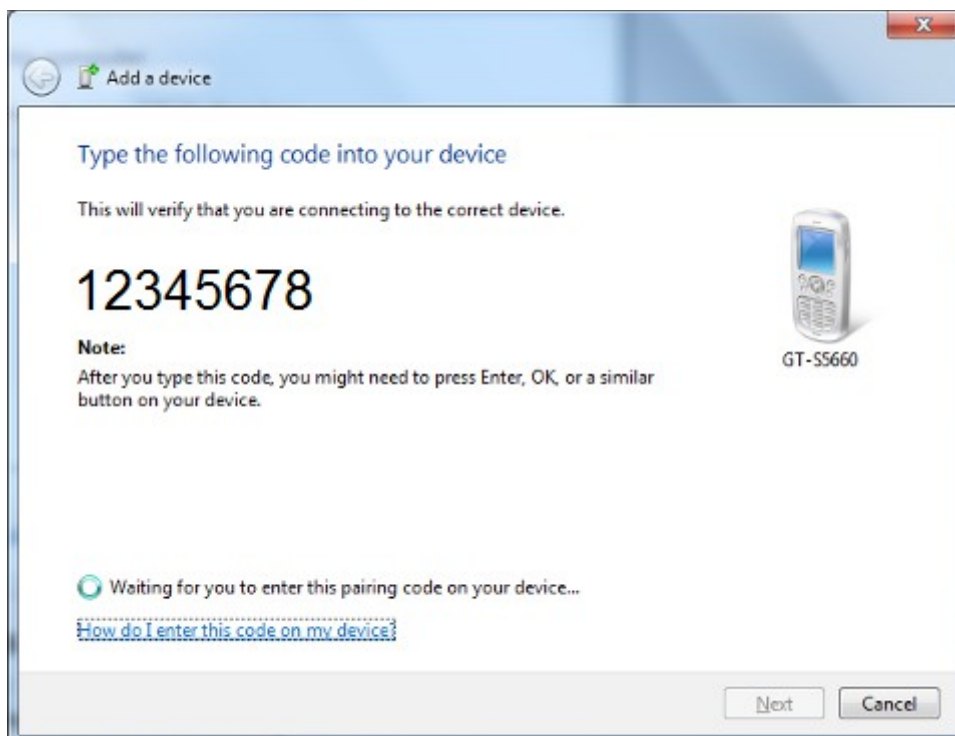 Add a device
Type the following code into your device
This will verify that you are connecting to the correct device.
12345678
GT-S5660
Note:
After you type this code, you might need to press Enter, OK, or a similar
button on your device.
Waiting for you to enter this pairing code on your device...
How do I enter this code on my device?
Next
Cancel